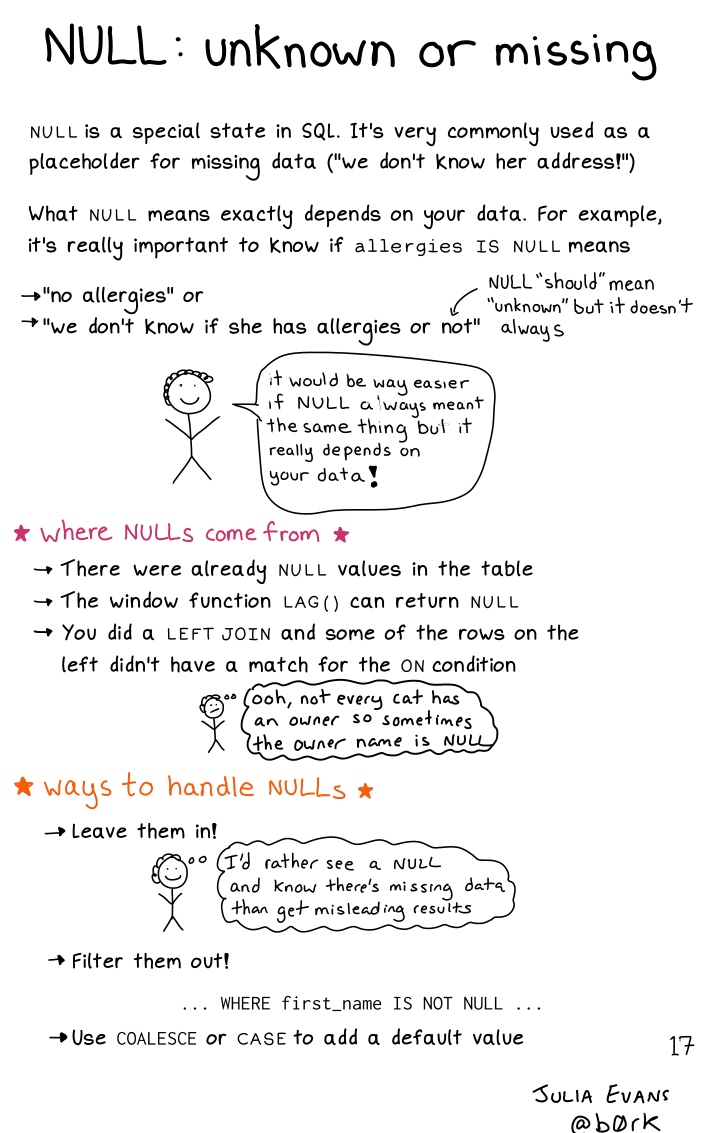 NULL: unknown or missing
NULL is a special state in SQL. It's very commonly used as a
placeholder for missing data ("we don't know her address!")
What NULL means exactly depends on your data. For example,
it's really important to know if allergies IS NULL means
→"no allergies" or
→"we don't know if she has allergies or not"
NULL "should" mean
"unknown" but it doesn't
always
it would be way easier
if NULL always meant
the same thing but it
really depends on
your data!
★ where NULLs come from ★
→ There were already NULL values in the table
→ The window function LAG() can return NULL
→ You did a LEFT JOIN and some of the rows on the
left didn't have a match for the ON condition
ooh, not every cat has
an owner so sometimes
the owner name is NULL
★ ways to handle NULLs ★
→ Leave them in!
I'd rather see a NULL
and know there's missing data
than get misleading results
→ Filter them out!
... WHERE first_name IS NOT NULL ...
→ Use COALESCE or CASE to add a default value
17
JULIA EVANS
@b0rk